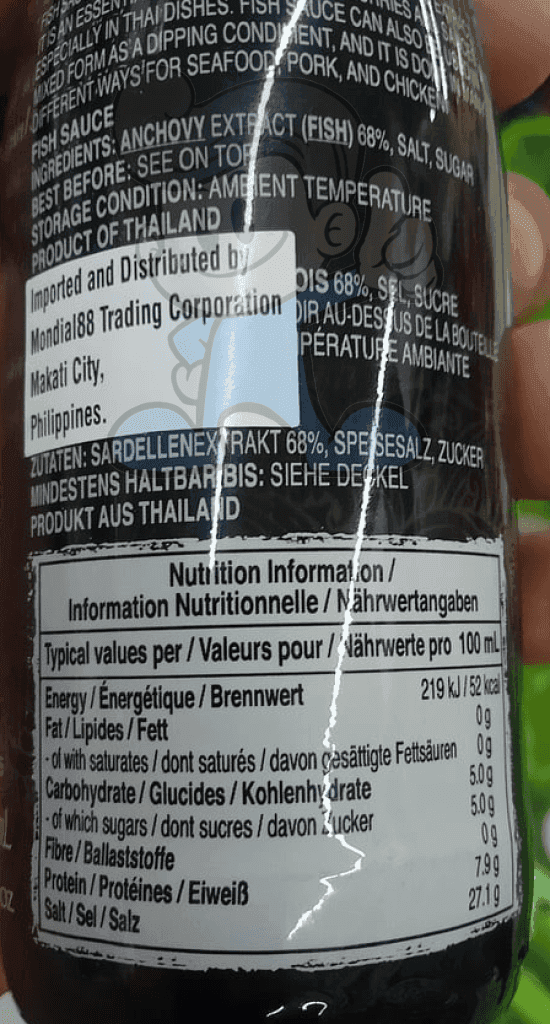 IT IS AN ESSEN
ESPECIALLY IN THAI DISHES. FISH SAUCE CAN ALSO
MIXED FORM AS A DIPPING CONDIMENT, AND IT IS
DIFFERENT WAYS FOR SEAFOOD, PORK, AND CHICKEN
FISH SAUCE
INGREDIENTS: ANCHOVY EXTRACT (FISH) 68%, SALT, SUGAR
BEST BEFORE: SEE ON TOP
STORAGE CONDITION: AMBIENT TEMPERATURE
PRODUCT OF THAILAND
Imported and Distributed by
Mondial88 Trading Corporation
Makati City,
Philippines.
OIS 68%, SEL, SUCRE
OIR AU-DESSUS DE LA BOUTEILLE
PÉRATURE AMBIANTE
ZUTATEN: SARDELLENEXTRAKT 68%, SPEISESALZ, ZUCKER
MINDESTENS HALTBAR BIS: SIEHE DECKEL
PRODUKT AUS THAILAND
Nutrition Information /
Information Nutritionnelle / Nährwertangaben
Typical values per / Valeurs pour / Nährwerte pro 100 mL
Energy / Énergétique / Brennwert 219 kJ / 52 kcal
Fat / Lipides / Fett 0 g
- of with saturates / dont saturés / davon gesättigte Fettsäuren 0 g
Carbohydrate / Glucides / Kohlenhydrate 5.0 g
- of which sugars / dont sucres / davon Zucker 5.0 g
Fibre / Ballaststoffe 0 g
Protein / Protéines / Eiweiß 7.9 g
Salt / Sel / Salz 27.1 g